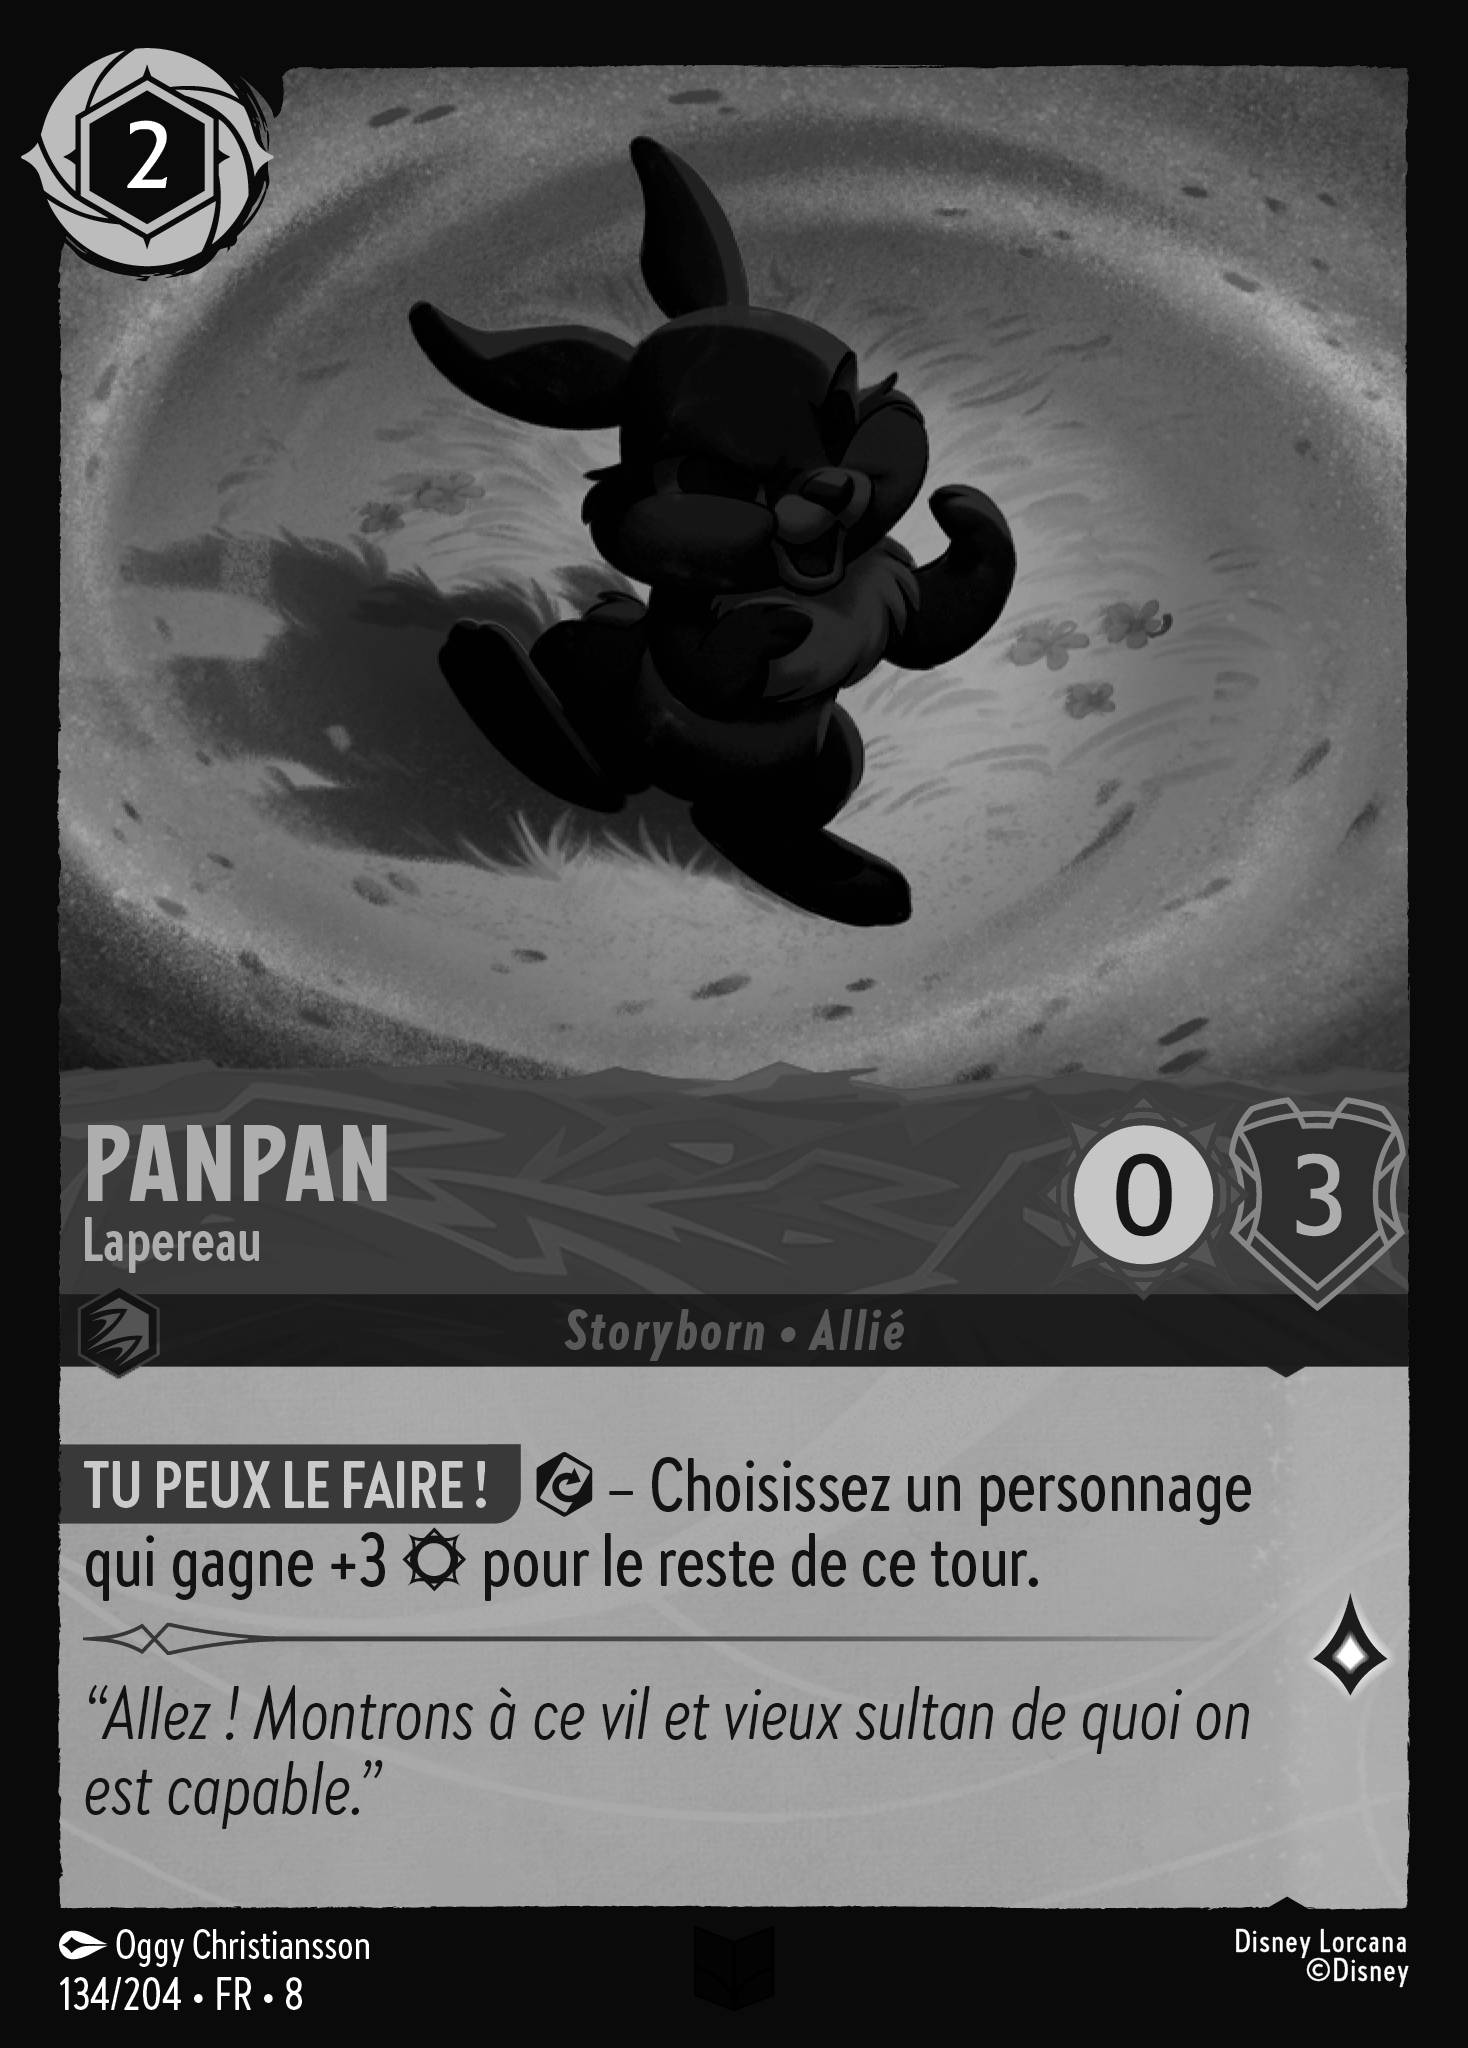 2
PANPAN
Lapereau
0
3
Storyborn • Allié
TU PEUX LE FAIRE ! – Choisissez un personnage
qui gagne +3 pour le reste de ce tour.
“Allez ! Montrons à ce vil et vieux sultan de quoi on
est capable.”
Oggy Christiansson
134/204 • FR • 8
Disney Lorcana
©Disney